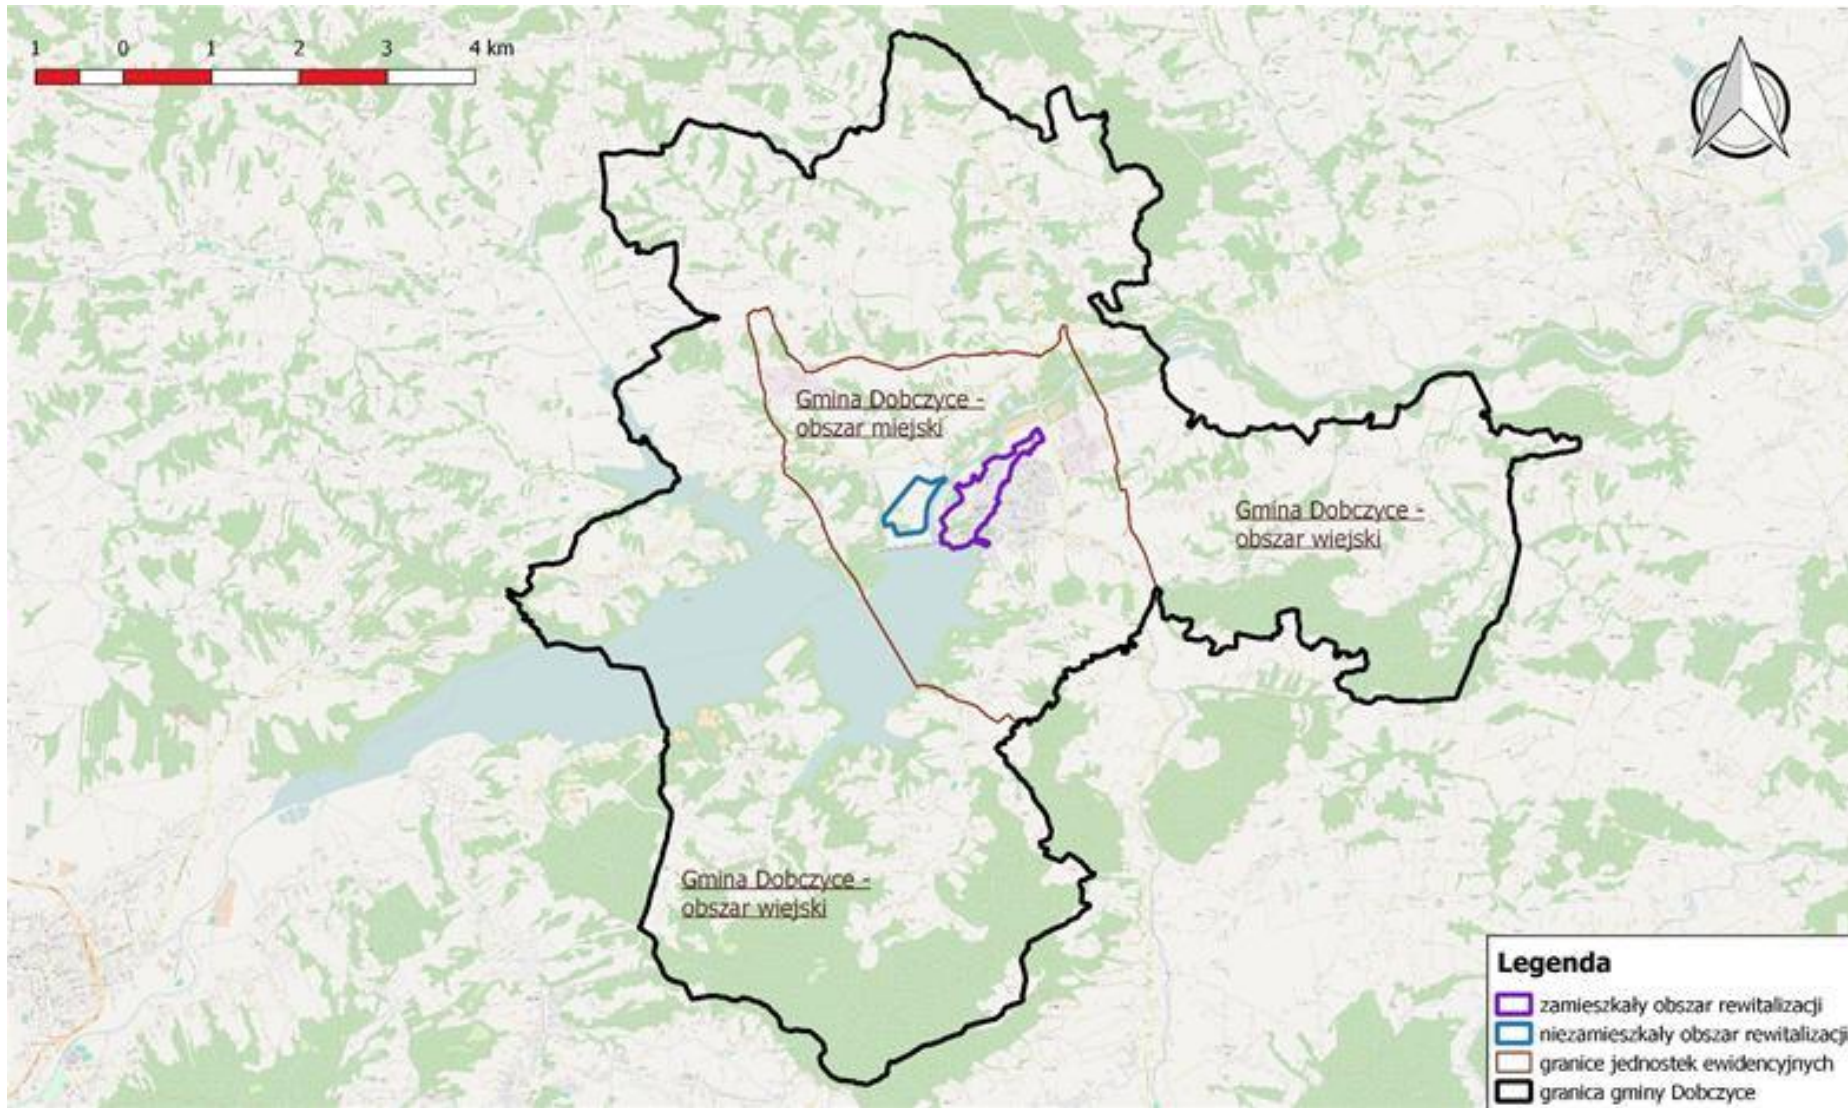 1 0 1 2 3 4 km
Gmina Dobczyce -
obszar miejski
Gmina Dobczyce -
obszar wiejski
Gmina Dobczyce -
obszar wiejski
Legenda
zamieszkały obszar rewitalizacji
niezamieszkały obszar rewitalizacji
granice jednostek ewidencyjnych
granica gminy Dobczyce